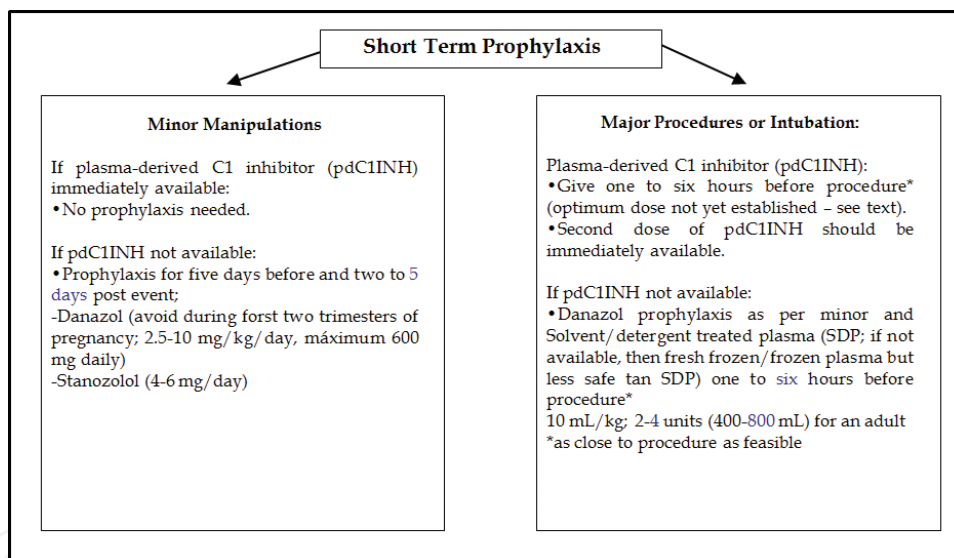 Short Term Prophylaxis
Minor Manipulations
If plasma-derived C1 inhibitor (pdC1INH)
immediately available:
•No prophylaxis needed.
If pdC1INH not available:
•Prophylaxis for five days before and two to 5
days post event;
-Danazol (avoid during forst two trimesters of
pregnancy; 2.5-10 mg/kg/day, máximum 600
mg daily)
-Stanozolol (4-6 mg/day)
Major Procedures or Intubation:
Plasma-derived C1 inhibitor (pdC1INH):
•Give one to six hours before procedure*
(optimum dose not yet established – see text).
•Second dose of pdC1INH should be
immediately available.
If pdC1INH not available:
•Danazol prophylaxis as per minor and
Solvent/detergent treated plasma (SDP; if not
available, then fresh frozen/frozen plasma but
less safe tan SDP) one to six hours before
procedure*
10 mL/kg; 2-4 units (400-800 mL) for an adult
*as close to procedure as feasible